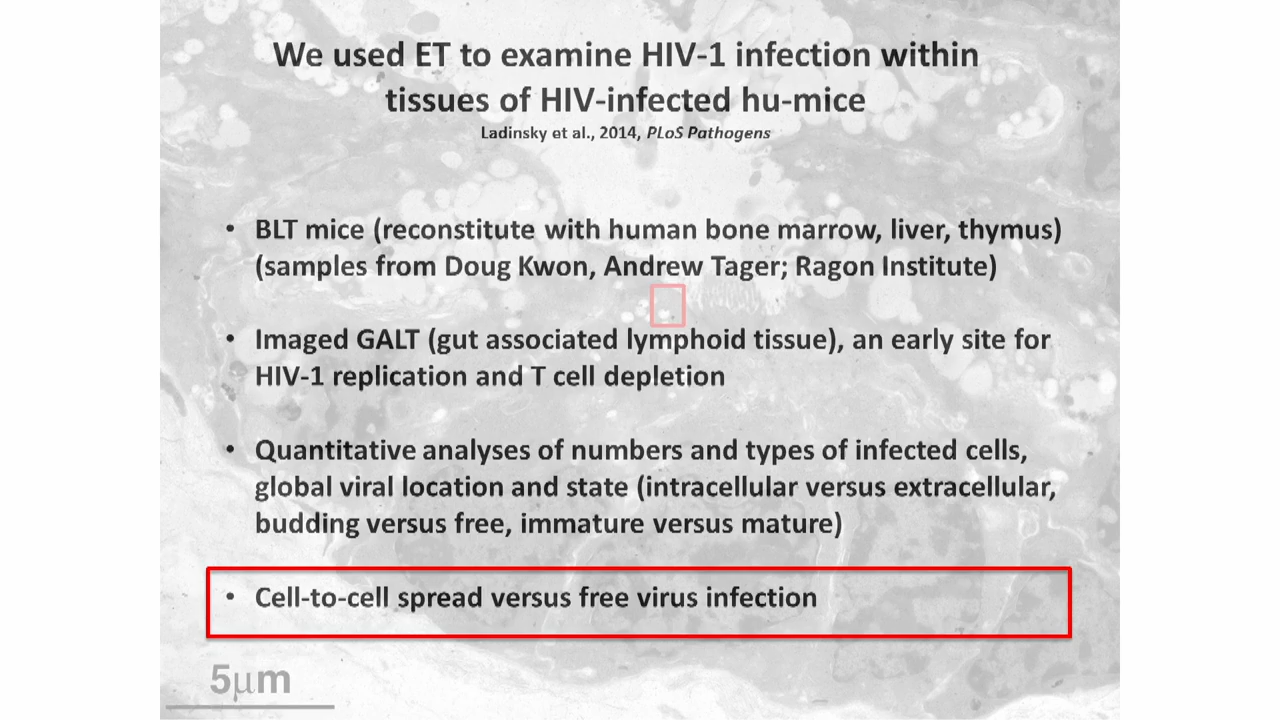 We used ET to examine HIV-1 infection within
tissues of HIV-infected hu-mice
Ladinsky et al., 2014, PLoS Pathogens
• BLT mice (reconstitute with human bone marrow, liver, thymus)
(samples from Doug Kwon, Andrew Tager; Ragon Institute)
• Imaged GALT (gut associated lymphoid tissue), an early site for
HIV-1 replication and T cell depletion
• Quantitative analyses of numbers and types of infected cells,
global viral location and state (intracellular versus extracellular,
budding versus free, immature versus mature)
• Cell-to-cell spread versus free virus infection
5μm